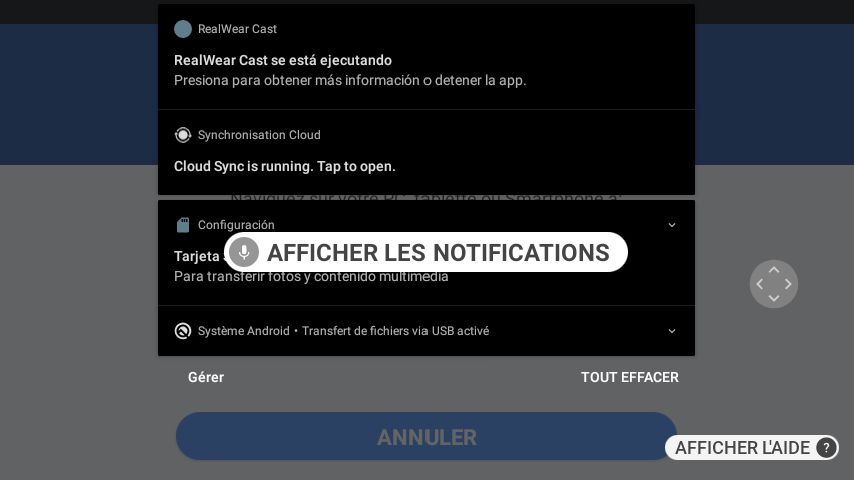 RealWear Cast
RealWear Cast se está ejecutando
Presiona para obtener más información o detener la app.
Synchronisation Cloud
Cloud Sync is running. Tap to open.
Naviguez sur votre PC, tablette ou Smartphone à:
Configuración
Tarjeta
AFFICHER LES NOTIFICATIONS
Para transferir fotos y contenido multimedia
Système Android • Transfert de fichiers via USB activé
Gérer
TOUT EFFACER
ANNULER
AFFICHER L'AIDE ?